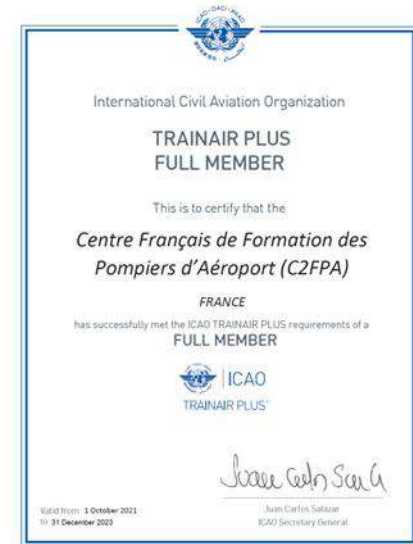 International Civil Aviation Organization
TRAINAIR PLUS
FULL MEMBER
This is to certify that the
Centre Français de Formation des
Pompiers d'Aéroport (C2FPA)
FRANCE
has successfully met the ICAO TRAINAIR PLUS requirements of a
FULL MEMBER
ICAO
TRAINAIR PLUS
Valid from: 1 October 2021
to 31 December 2023
Juan Carlos Salazar
ICAO Secretary General